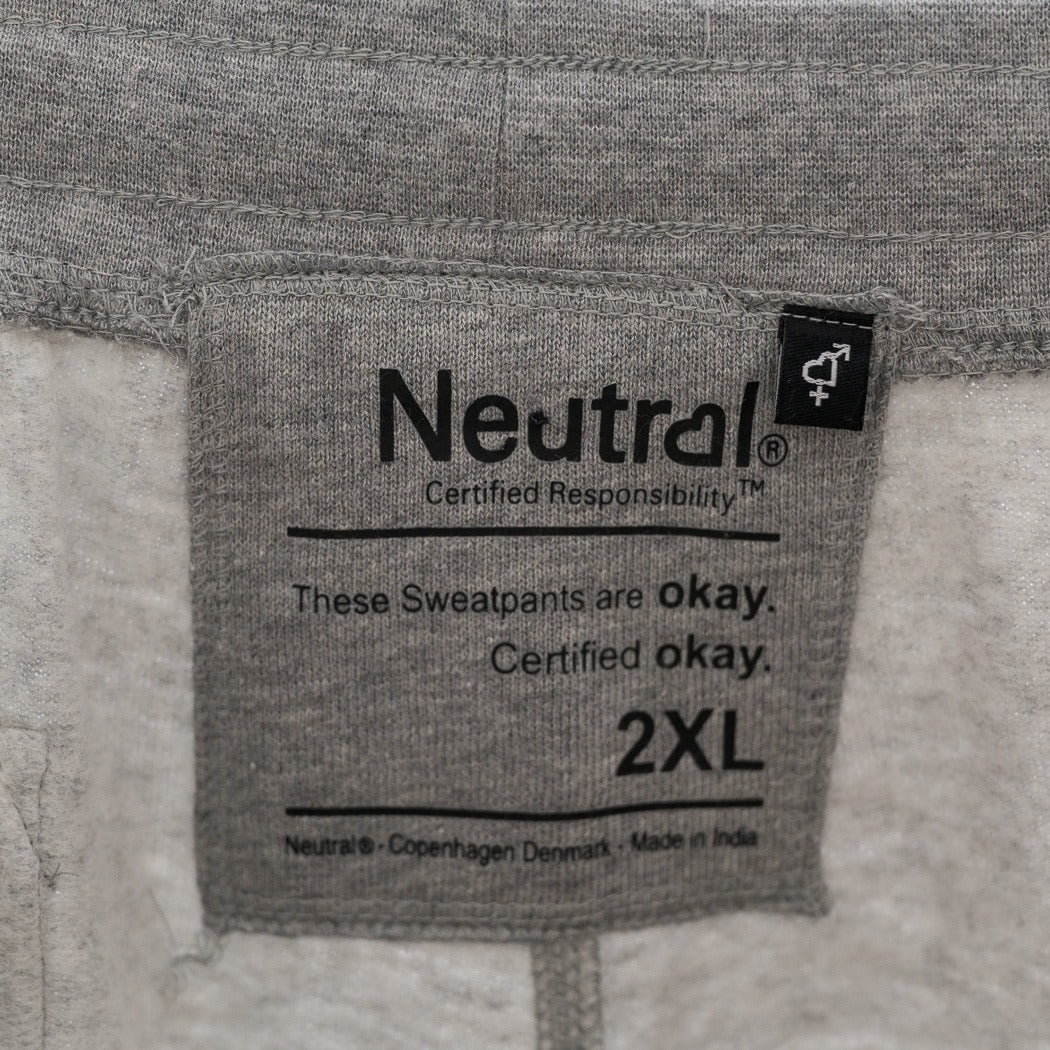 Neutral®
Certified Responsibility™
These Sweatpants are okay.
Certified okay.
2XL
Neutral® · Copenhagen Denmark · Made in India